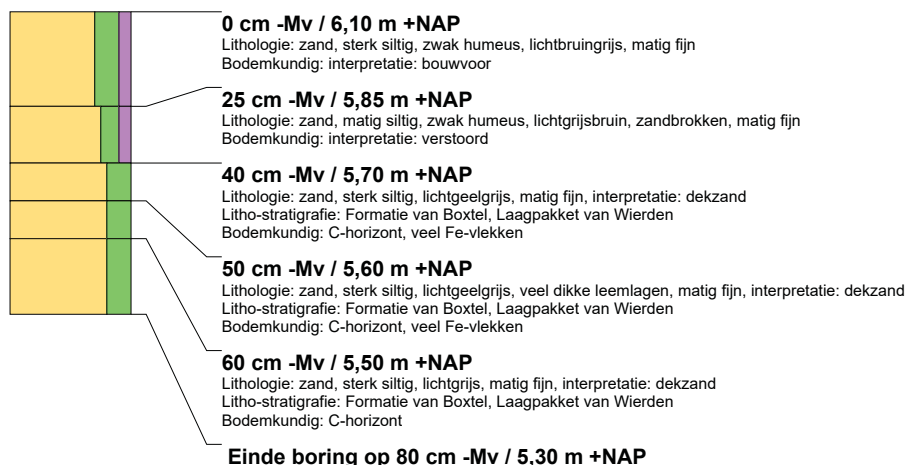 0 cm -Mv / 6,10 m +NAP
Lithologie: zand, sterk siltig, zwak humeus, lichtbruingrijs, matig fijn
Bodemkundig: interpretatie: bouwvoor
25 cm -Mv / 5,85 m +NAP
Lithologie: zand, matig siltig, zwak humeus, lichtgrijsbruin, zandbrokken, matig fijn
Bodemkundig: interpretatie: verstoord
40 cm -Mv / 5,70 m +NAP
Lithologie: zand, sterk siltig, lichtgeelgrijs, matig fijn, interpretatie: dekzand
Litho-stratigrafie: Formatie van Boxtel, Laagpakket van Wierden
Bodemkundig: C-horizont, veel Fe-vlekken
50 cm -Mv / 5,60 m +NAP
Lithologie: zand, sterk siltig, lichtgeelgrijs, veel dikke leemlagen, matig fijn, interpretatie: dekzand
Litho-stratigrafie: Formatie van Boxtel, Laagpakket van Wierden
Bodemkundig: C-horizont, veel Fe-vlekken
60 cm -Mv / 5,50 m +NAP
Lithologie: zand, sterk siltig, lichtgrijs, matig fijn, interpretatie: dekzand
Litho-stratigrafie: Formatie van Boxtel, Laagpakket van Wierden
Bodemkundig: C-horizont
Einde boring op 80 cm -Mv / 5,30 m +NAP